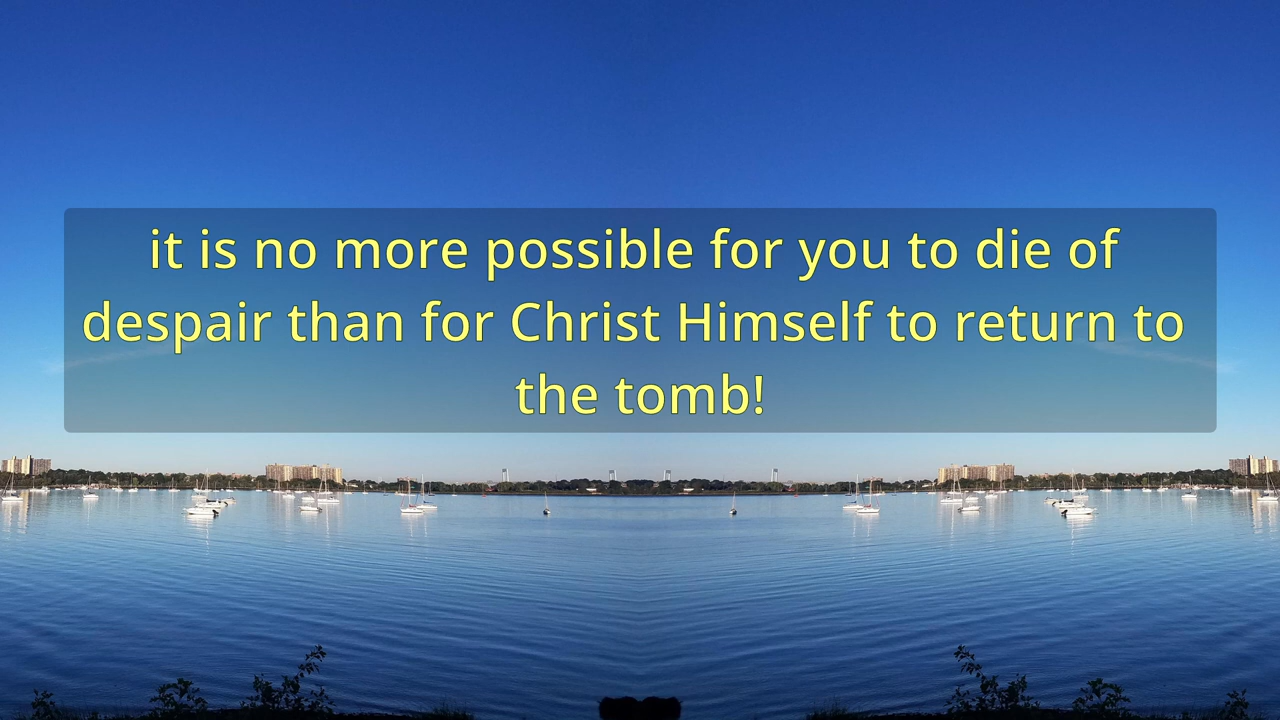 it is no more possible for you to die of
despair than for Christ Himself to return to
the tomb!